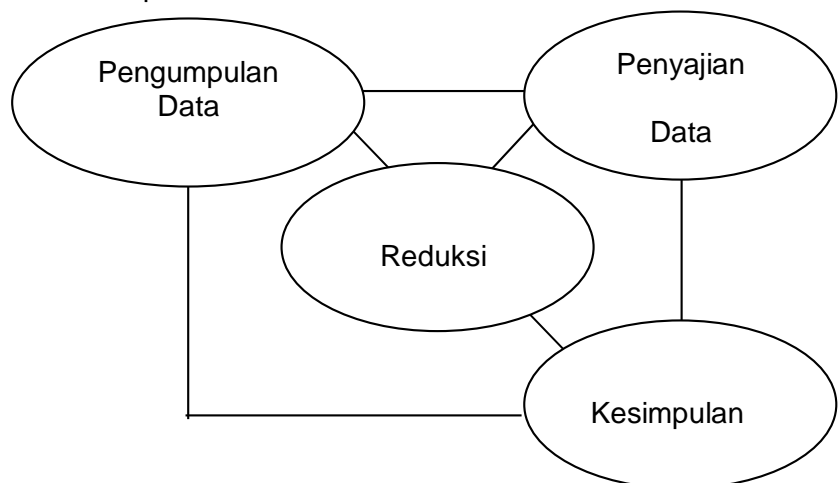 Pengumpulan
Data
Penyajian
Data
Reduksi
Kesimpulan